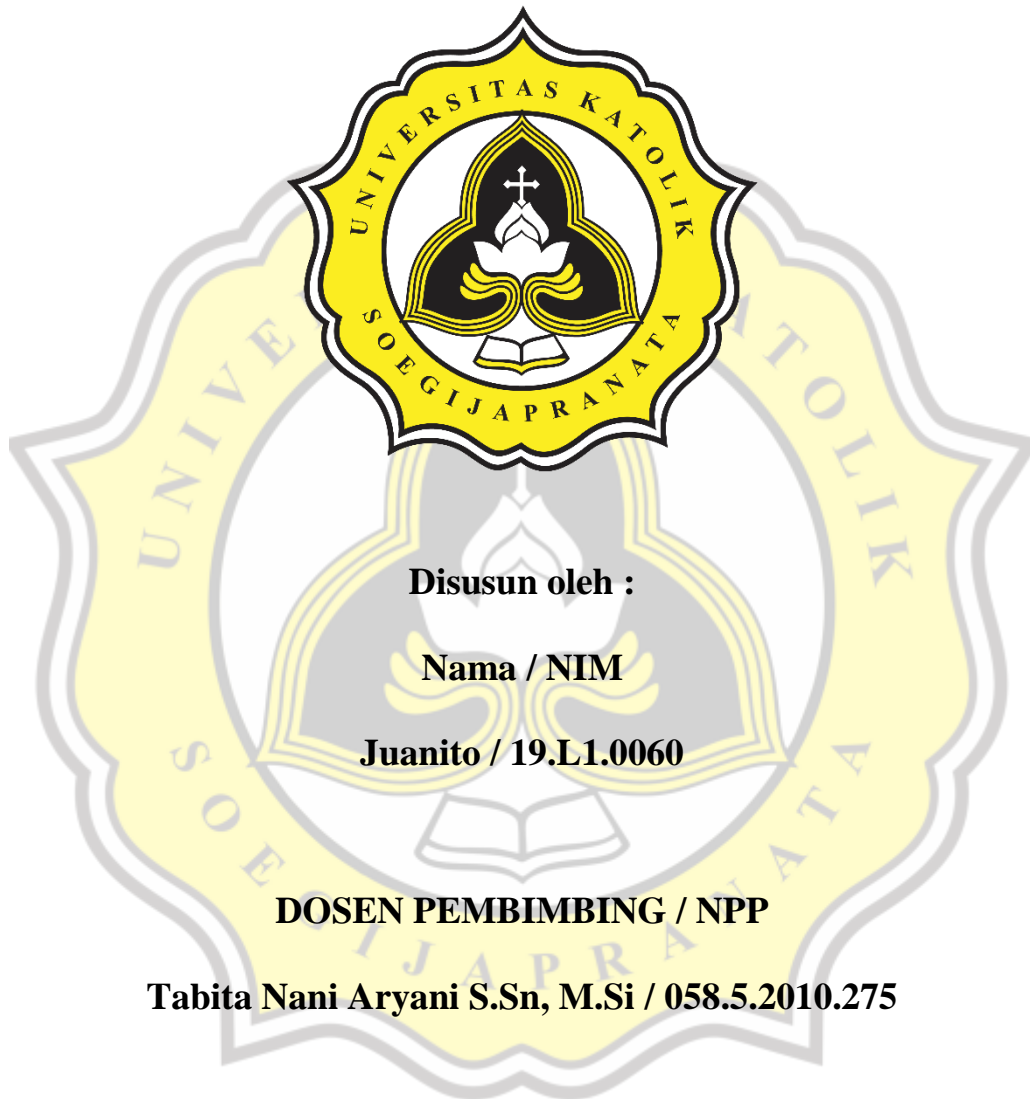 UNIVERSITAS KATOLIK
SOEGIJAPRANATA
Disusun oleh :
Nama / NIM
Juanito / 19.L1.0060
DOSEN PEMBIMBING / NPP
Tabita Nani Aryani S.Sn, M.Si / 058.5.2010.275